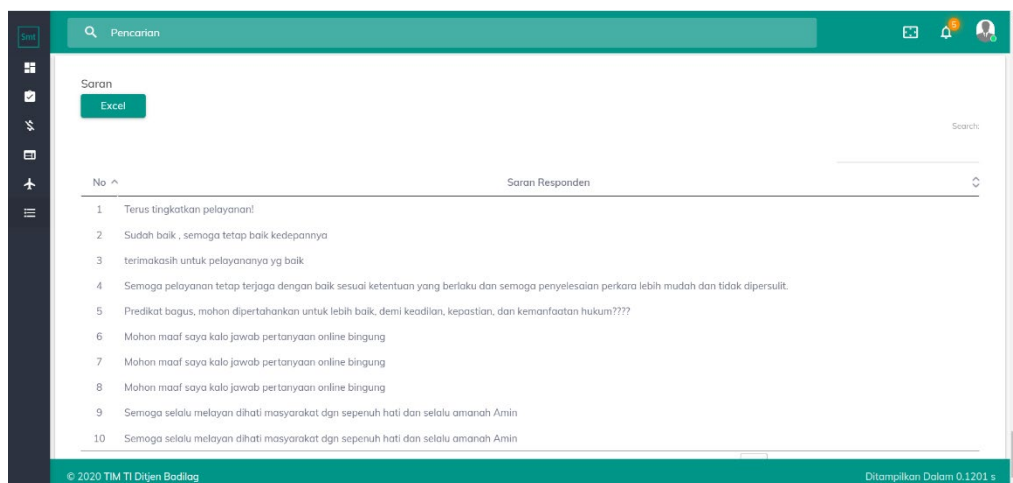 Smt
Pencarian
5
Saran
Excel
Search:
No Saran Responden
1 Terus tingkatkan pelayanan!
2 Sudah baik , semoga tetap baik kedepannya
3 terimakasih untuk pelayananya yg baik
4 Semoga pelayanan tetap terjaga dengan baik sesuai ketentuan yang berlaku dan semoga penyelesaian perkara lebih mudah dan tidak dipersulit.
5 Predikat bagus, mohon dipertahankan untuk lebih baik, demi keadilan, kepastian, dan kemanfaatan hukum????
6 Mohon maaf saya kalo jawab pertanyaan online bingung
7 Mohon maaf saya kalo jawab pertanyaan online bingung
8 Mohon maaf saya kalo jawab pertanyaan online bingung
9 Semoga selalu melayan dihati masyarakat dgn sepenuh hati dan selalu amanah Amin
10 Semoga selalu melayan dihati masyarakat dgn sepenuh hati dan selalu amanah Amin
© 2020 TIM TI Ditjen Badilag Ditampilkan Dalam 0.1201 s